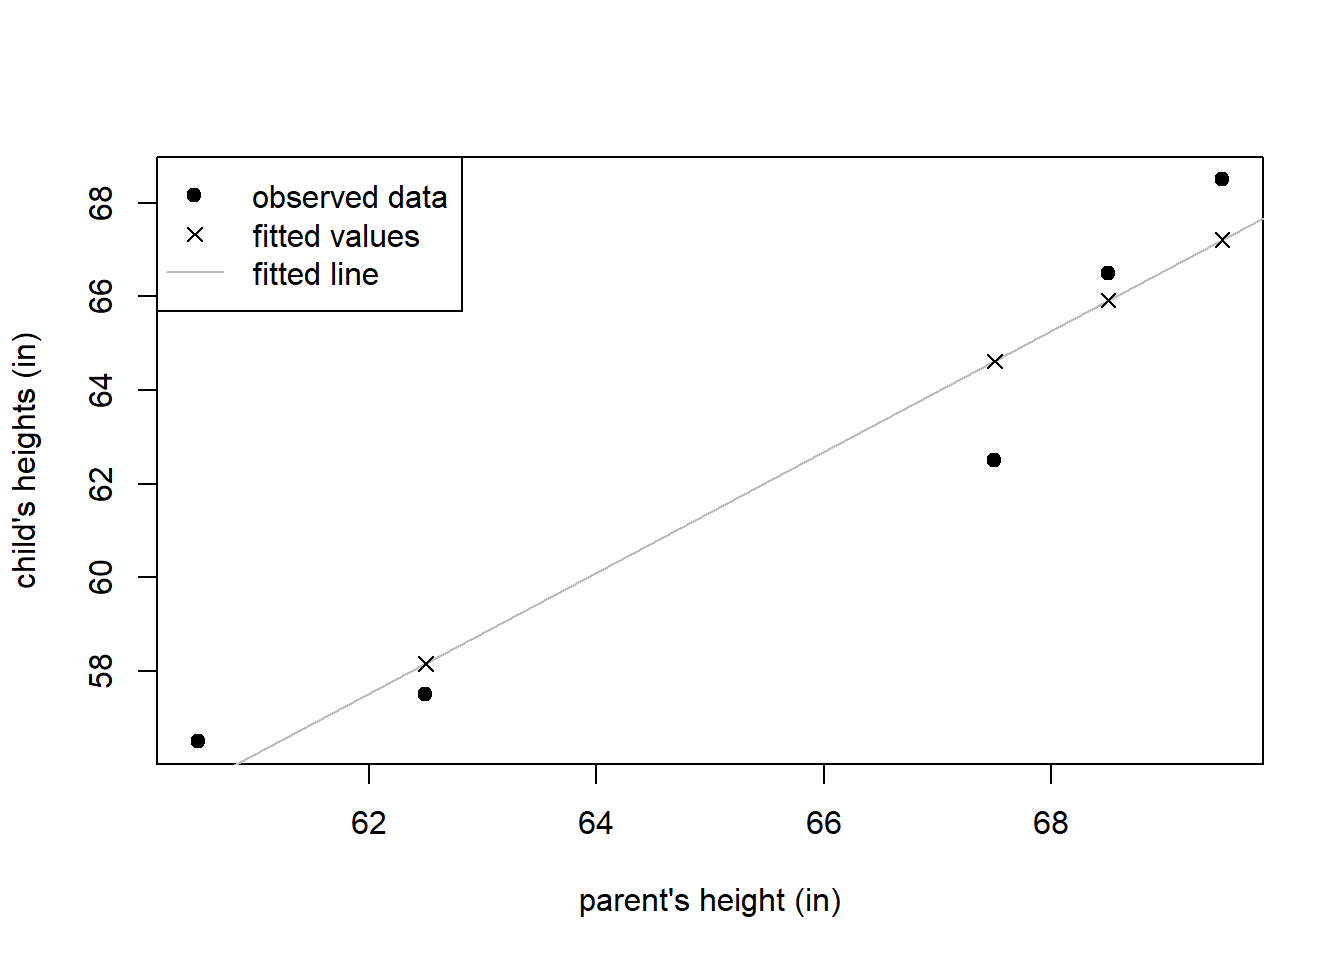 observed data
fitted values
fitted line
child's heights (in)
68
66
64
62
60
58
62
64
66
68
parent's height (in)